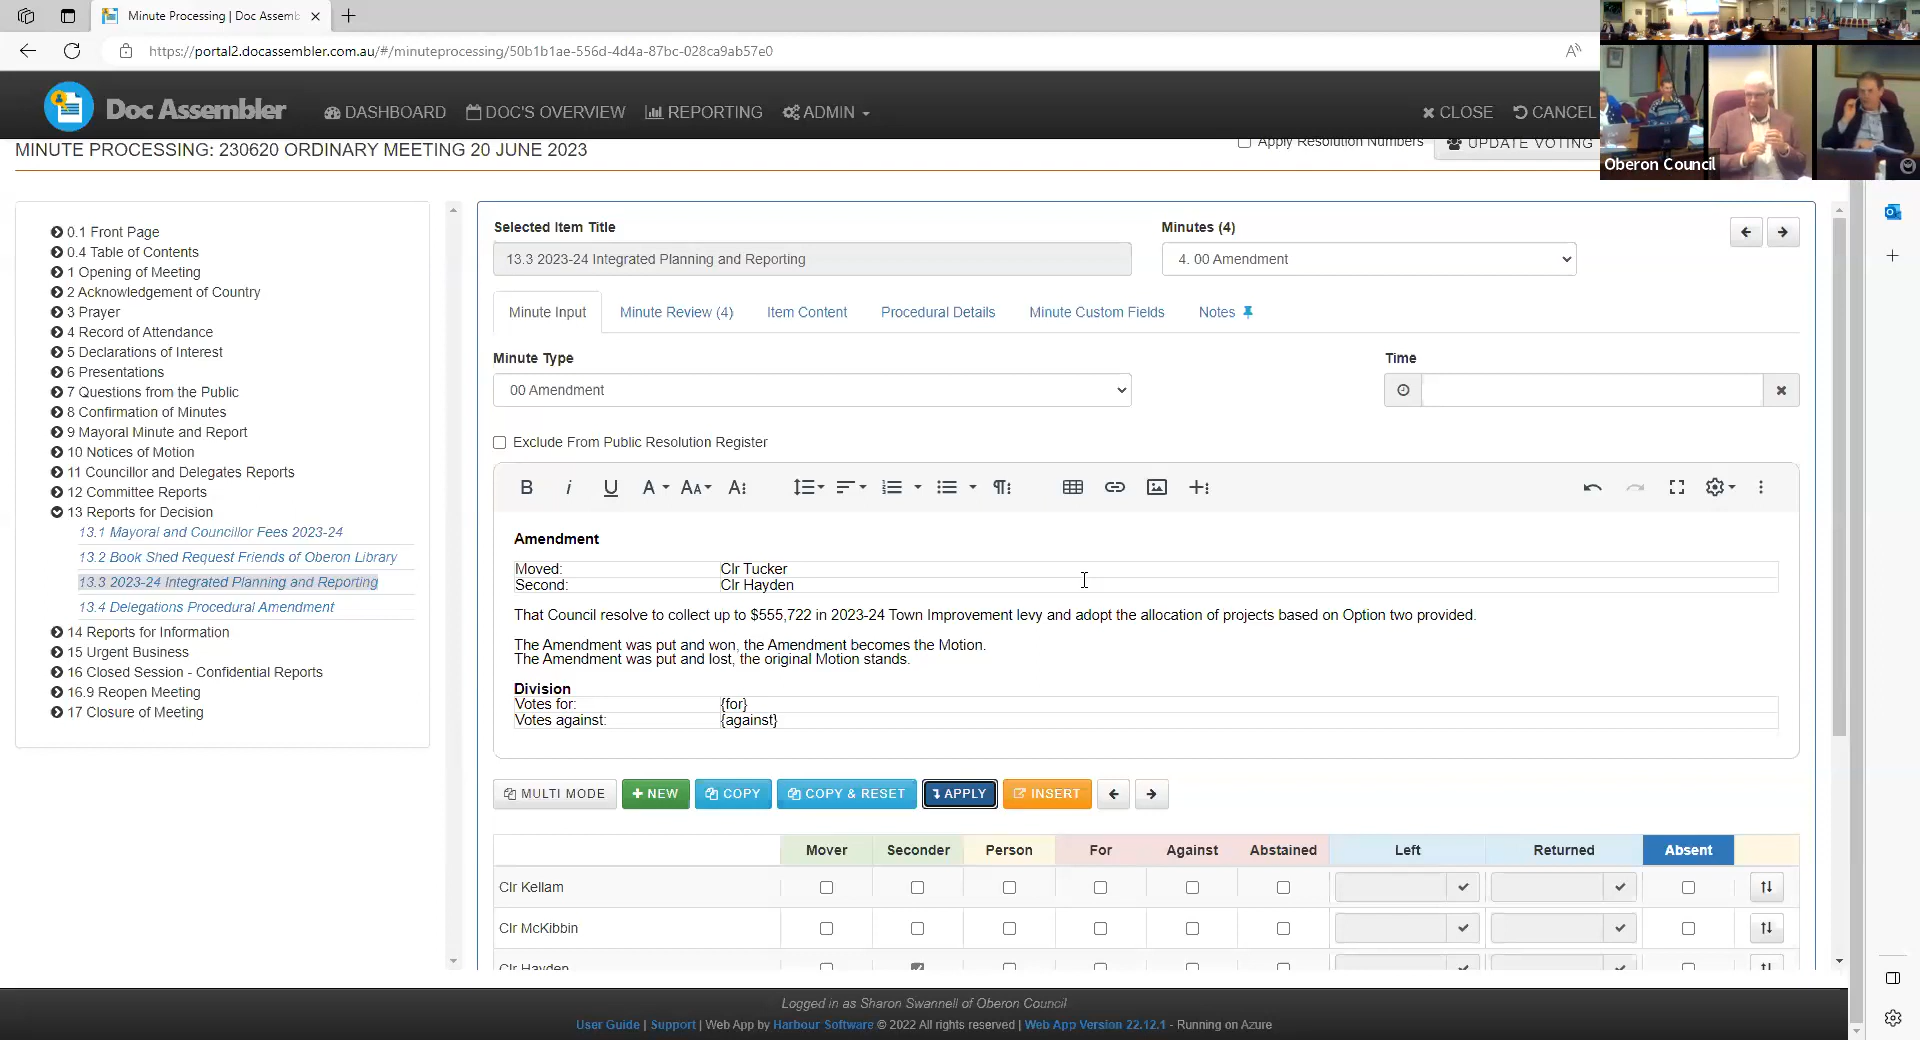 Minute Processing | Doc Assemb
https://portal2.docassembler.com.au/#/minuteprocessing/50b1b1ae-556d-4d4a-87bc-028ca9ab57e0
Doc Assembler
DASHBOARD
DOC'S OVERVIEW
REPORTING
ADMIN
CLOSE
CANCEL
Oberon Council
MINUTE PROCESSING: 230620 ORDINARY MEETING 20 JUNE 2023
Apply Resolution Numbers
UPDATE VOTING
0.1 Front Page
0.4 Table of Contents
1 Opening of Meeting
2 Acknowledgement of Country
3 Prayer
4 Record of Attendance
5 Declarations of Interest
6 Presentations
7 Questions from the Public
8 Confirmation of Minutes
9 Mayoral Minute and Report
10 Notices of Motion
11 Councillor and Delegates Reports
12 Committee Reports
13 Reports for Decision
13.1 Mayoral and Councillor Fees 2023-24
13.2 Book Shed Request Friends of Oberon Library
13.3 2023-24 Integrated Planning and Reporting
13.4 Delegations Procedural Amendment
14 Reports for Information
15 Urgent Business
16 Closed Session - Confidential Reports
16.9 Reopen Meeting
17 Closure of Meeting
Selected Item Title
Minutes (4)
13.3 2023-24 Integrated Planning and Reporting
4. 00 Amendment
Minute Input
Minute Review (4)
Item Content
Procedural Details
Minute Custom Fields
Notes
Minute Type
Time
00 Amendment
Exclude From Public Resolution Register
Amendment
Moved: Clr Tucker
Second: Clr Hayden
That Council resolve to collect up to $555,722 in 2023-24 Town Improvement levy and adopt the allocation of projects based on Option two provided.
The Amendment was put and won, the Amendment becomes the Motion.
The Amendment was put and lost, the original Motion stands.
Division
Votes for: {for}
Votes against: {against}
MULTI MODE
NEW
COPY
COPY & RESET
APPLY
INSERT
Mover Seconder Person For Against Abstained Left Returned Absent
Clr Kellam
Clr McKibbin
Clr Hayden
Logged in as Sharon Swannell of Oberon Council
User Guide | Support | Web App by Harbour Software © 2022 All rights reserved | Web App Version 22.12.1 - Running on Azure